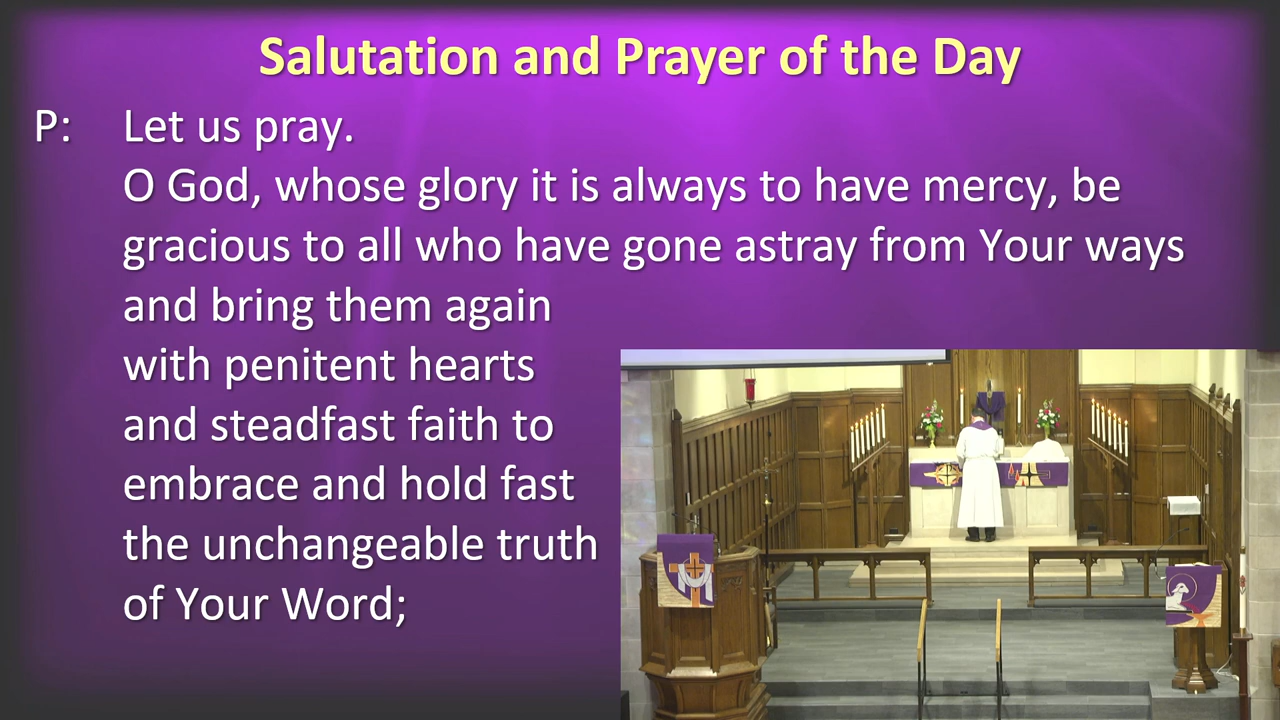 Salutation and Prayer of the Day
P: Let us pray.
O God, whose glory it is always to have mercy, be
gracious to all who have gone astray from Your ways
and bring them again
with penitent hearts
and steadfast faith to
embrace and hold fast
the unchangeable truth
of Your Word;